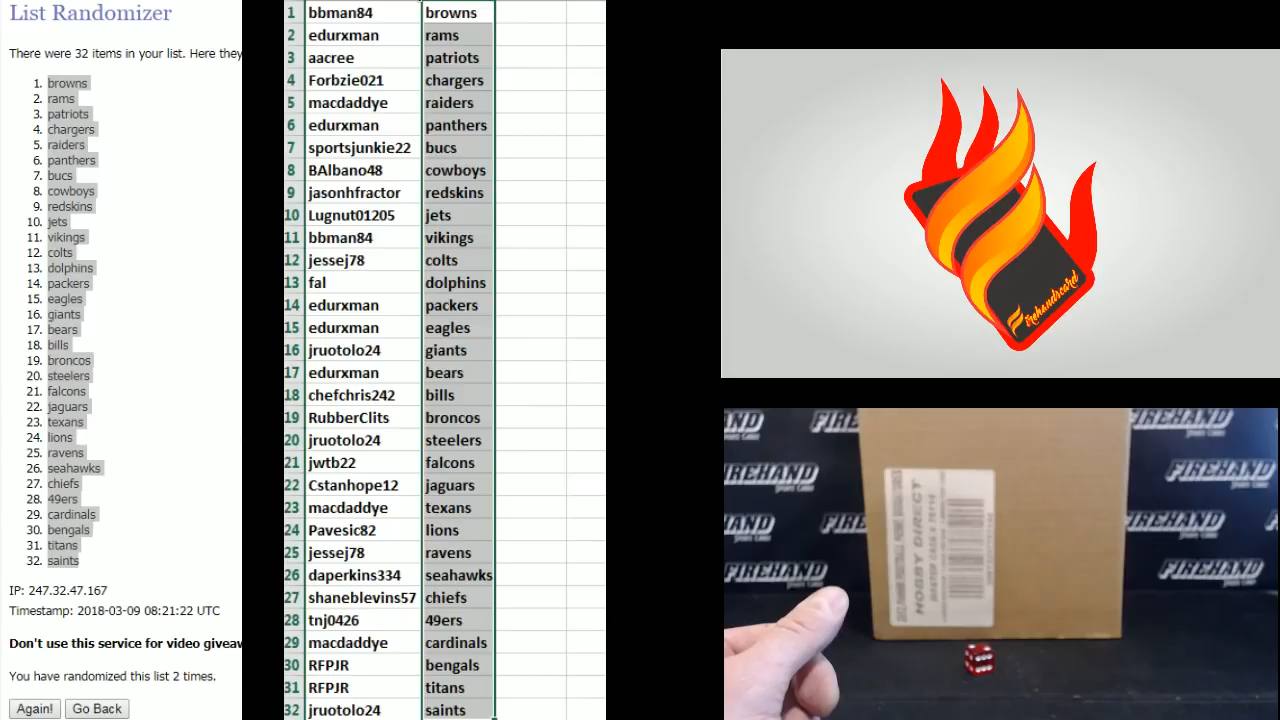 List Randomizer
There were 32 items in your list. Here they
1. browns
2. rams
3. patriots
4. chargers
5. raiders
6. panthers
7. bucs
8. cowboys
9. redskins
10. jets
11. vikings
12. colts
13. dolphins
14. packers
15. eagles
16. giants
17. bears
18. bills
19. broncos
20. steelers
21. falcons
22. jaguars
23. texans
24. lions
25. ravens
26. seahawks
27. chiefs
28. 49ers
29. cardinals
30. bengals
31. titans
32. saints
IP: 247.32.47.167
Timestamp: 2018-03-09 08:21:22 UTC
Don't use this service for video giveaw
You have randomized this list 2 times.
Again! Go Back
1 bbman84 browns
2 edurxman rams
3 aacree patriots
4 Forbzie021 chargers
5 macdaddye raiders
6 edurxman panthers
7 sportsjunkie22 bucs
8 BAlbano48 cowboys
9 jasonhfractor redskins
10 Lugnut01205 jets
11 bbman84 vikings
12 jessej78 colts
13 fal dolphins
14 edurxman packers
15 edurxman eagles
16 jruotolo24 giants
17 edurxman bears
18 chefchris242 bills
19 RubberClits broncos
20 jruotolo24 steelers
21 jwtb22 falcons
22 Cstanhope12 jaguars
23 macdaddye texans
24 Pavesic82 lions
25 jessej78 ravens
26 daperkins334 seahawks
27 shaneblevins57 chiefs
28 tnj0426 49ers
29 macdaddye cardinals
30 RFPJR bengals
31 RFPJR titans
32 jruotolo24 saints
Firehandscard
FIREHAND
HOBBY DIRECT